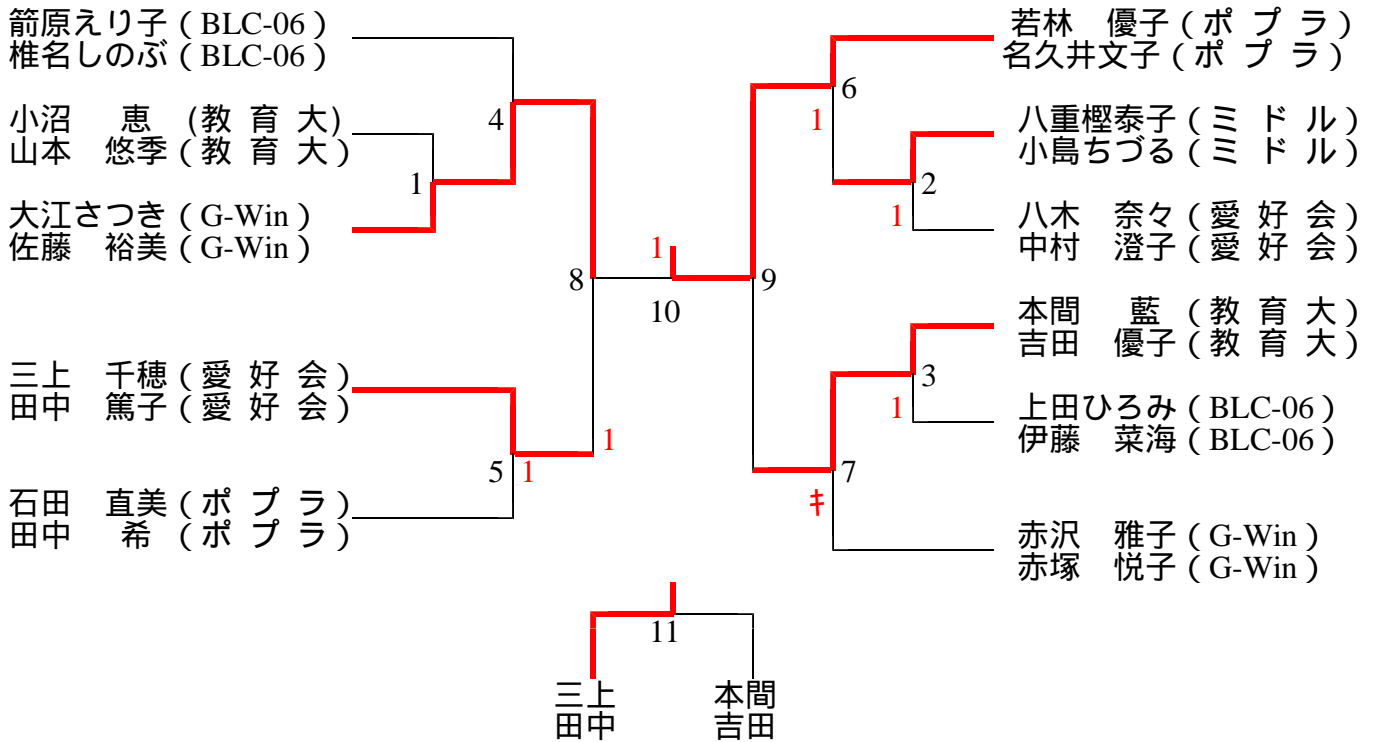 箭原えり子 ( BLC-06 )
椎名しのぶ ( BLC-06 )
4
小沼　　恵　(教 育 大)
山本　悠季 ( 教 育 大 )
1
大江さつき ( G-Win )
佐藤　裕美 ( G-Win )
8
三上　千穂 ( 愛 好 会 )
田中　篤子 ( 愛 好 会 )
1
5
1
石田　直美 ( ポ プ ラ )
田中　　希　( ポ プ ラ )
1
10
若林　優子 ( ポ プ ラ )
名久井文子 ( ポ プ ラ )
6
1
八重樫泰子 ( ミ ド ル )
小島ちづる ( ミ ド ル )
2
1
八木　奈々 ( 愛 好 会 )
中村　澄子 ( 愛 好 会 )
9
本間　　藍　( 教 育 大 )
吉田　優子 ( 教 育 大 )
3
1
上田ひろみ ( BLC-06 )
伊藤　菜海 ( BLC-06 )
7
キ
赤沢　雅子 ( G-Win )
赤塚　悦子 ( G-Win )
11
三上　本間
田中　吉田